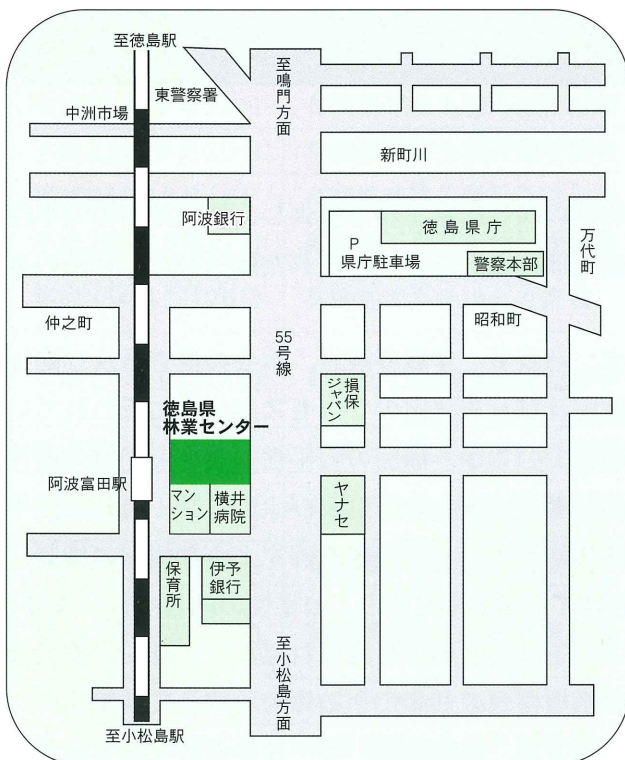 至徳島駅
東警察署
至鳴門方面
中洲市場
新町川
阿波銀行
徳島県庁
P
県庁駐車場
警察本部
万代町
仲之町
55号線
昭和町
徳島県
林業センター
損保
ジャパン
阿波富田駅
マン
ション
横井
病院
ヤナセ
保育所
伊予
銀行
至小松島方面
至小松島駅